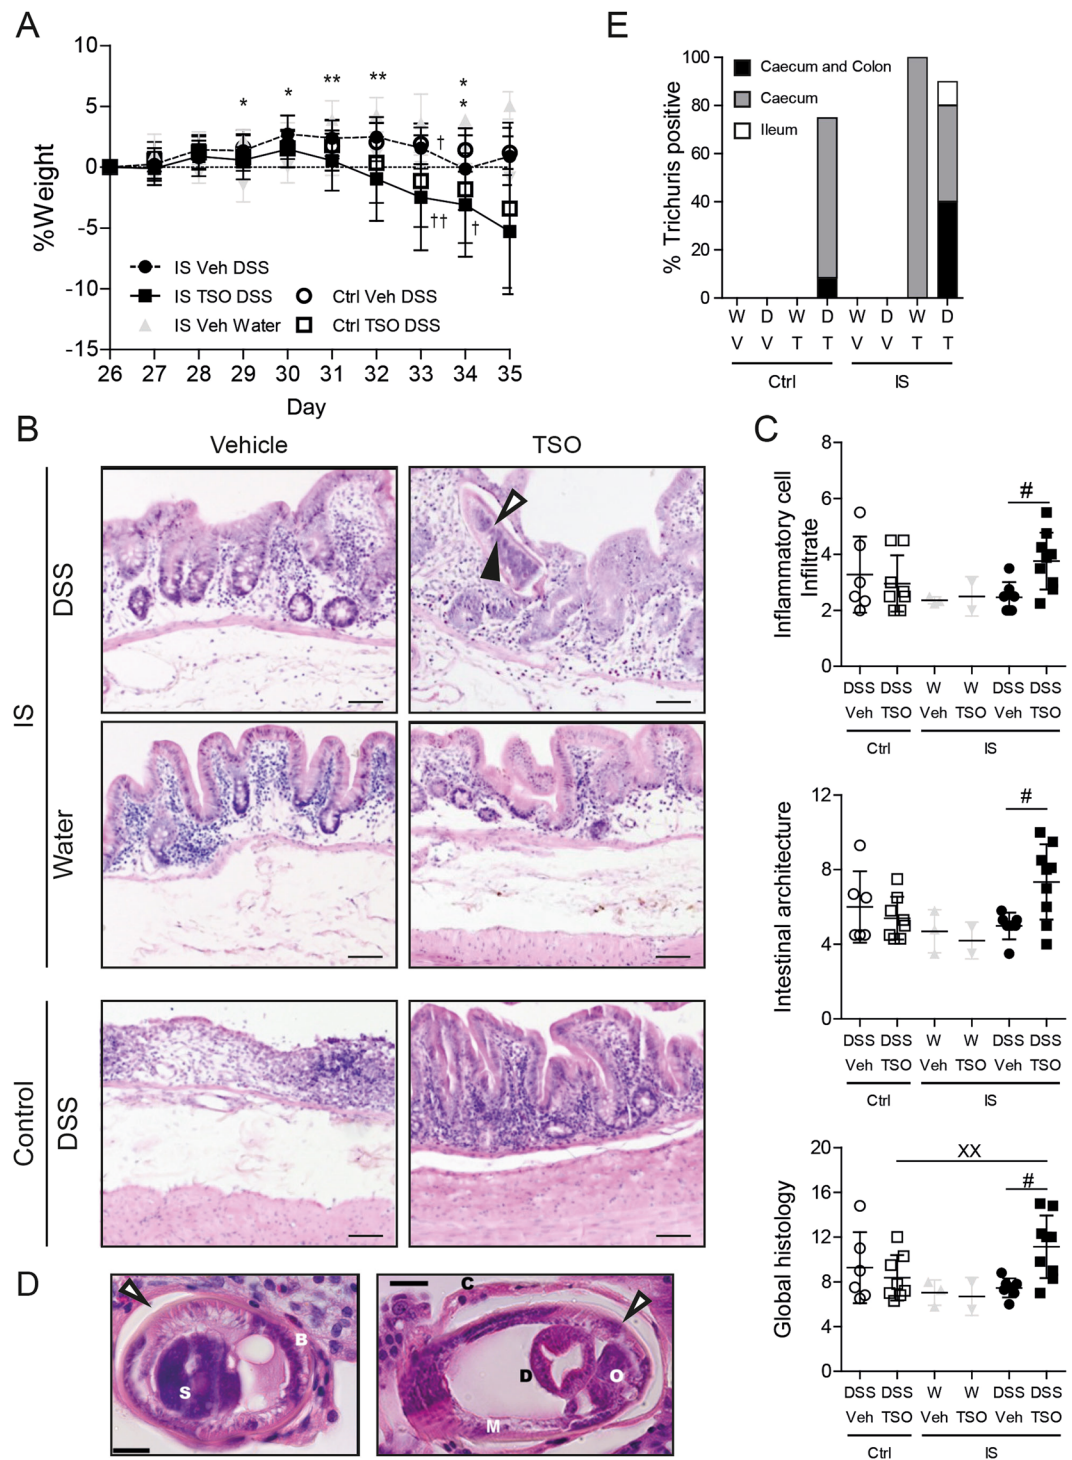 A
10
5
0
-5
-10
-15
%Weight
26 27 28 29 30 31 32 33 34 35
Day
* * ** ** * *
† †† †
IS Veh DSS
IS TSO DSS
IS Veh Water
Ctrl Veh DSS
Ctrl TSO DSS
E
100
80
60
40
20
0
% Trichuris positive
Caecum and Colon
Caecum
Ileum
W D W D W D W D
V V T T V V T T
Ctrl IS
B
Vehicle TSO
DSS
IS
Water
Control
DSS
C
8
6
4
2
0
Inflammatory cell
Infiltrate
#
DSS DSS W W DSS DSS
Veh TSO Veh TSO Veh TSO
Ctrl IS
12
8
4
0
Intestinal architecture
#
DSS DSS W W DSS DSS
Veh TSO Veh TSO Veh TSO
Ctrl IS
20
16
12
8
4
0
Global histology
XX
#
DSS DSS W W DSS DSS
Veh TSO Veh TSO Veh TSO
Ctrl IS
D
S
B
C
D
O
M